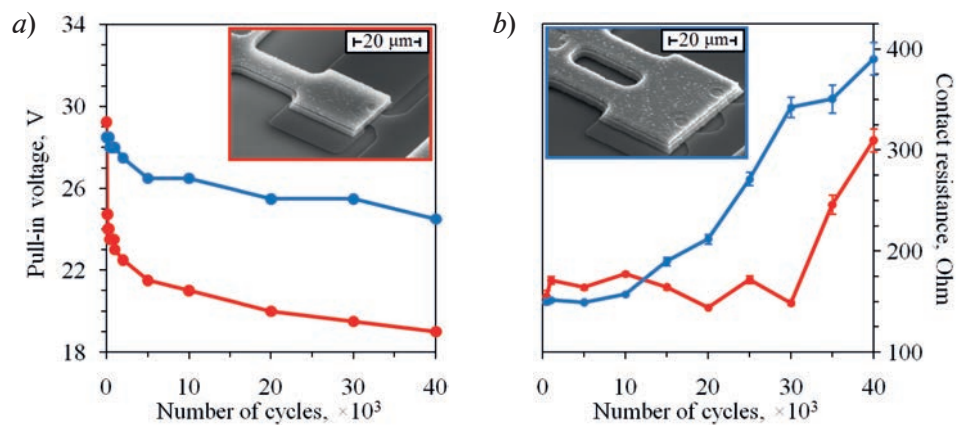 a)
34
30
26
22
18
Pull-in voltage, V
20 μm
0
10
20
30
40
Number of cycles, ×10³
b)
20 μm
400
300
200
100
Contact resistance, Ohm
0
10
20
30
40
Number of cycles, ×10³